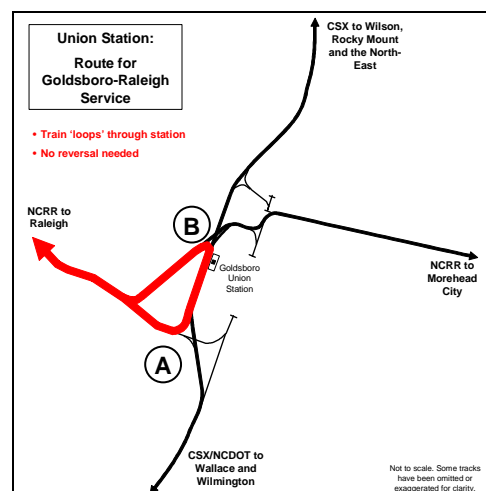 Union Station:
Route for
Goldsboro-Raleigh
Service
• Train ‘loops’ through station
• No reversal needed
CSX to Wilson,
Rocky Mount
and the North-
East
NCRR to
Raleigh
B
Goldsboro
Union
Station
NCRR to
Morehead
City
A
CSX/NCDOT to
Wallace and
Wilmington
Not to scale. Some tracks
have been omitted or
exaggerated for clarity.